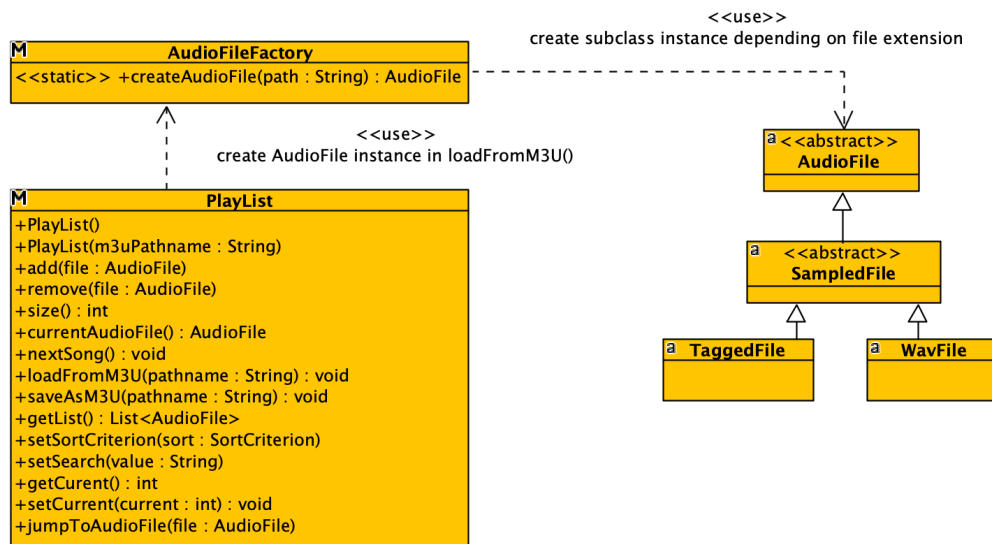 <<use>>
create subclass instance depending on file extension
M
AudioFileFactory
<<static>> +createAudioFile(path : String) : AudioFile
<<use>>
create AudioFile instance in loadFromM3U()
a
<<abstract>>
AudioFile
M
PlayList
+PlayList()
+PlayList(m3uPathname : String)
+add(file : AudioFile)
+remove(file : AudioFile)
+size() : int
+currentAudioFile() : AudioFile
+nextSong() : void
+loadFromM3U(pathname : String) : void
+saveAsM3U(pathname : String) : void
+getList() : List<AudioFile>
+setSortCriterion(sort : SortCriterion)
+setSearch(value : String)
+getCurent() : int
+setCurrent(current : int) : void
+jumpToAudioFile(file : AudioFile)
a
<<abstract>>
SampledFile
a
TaggedFile
a
WavFile